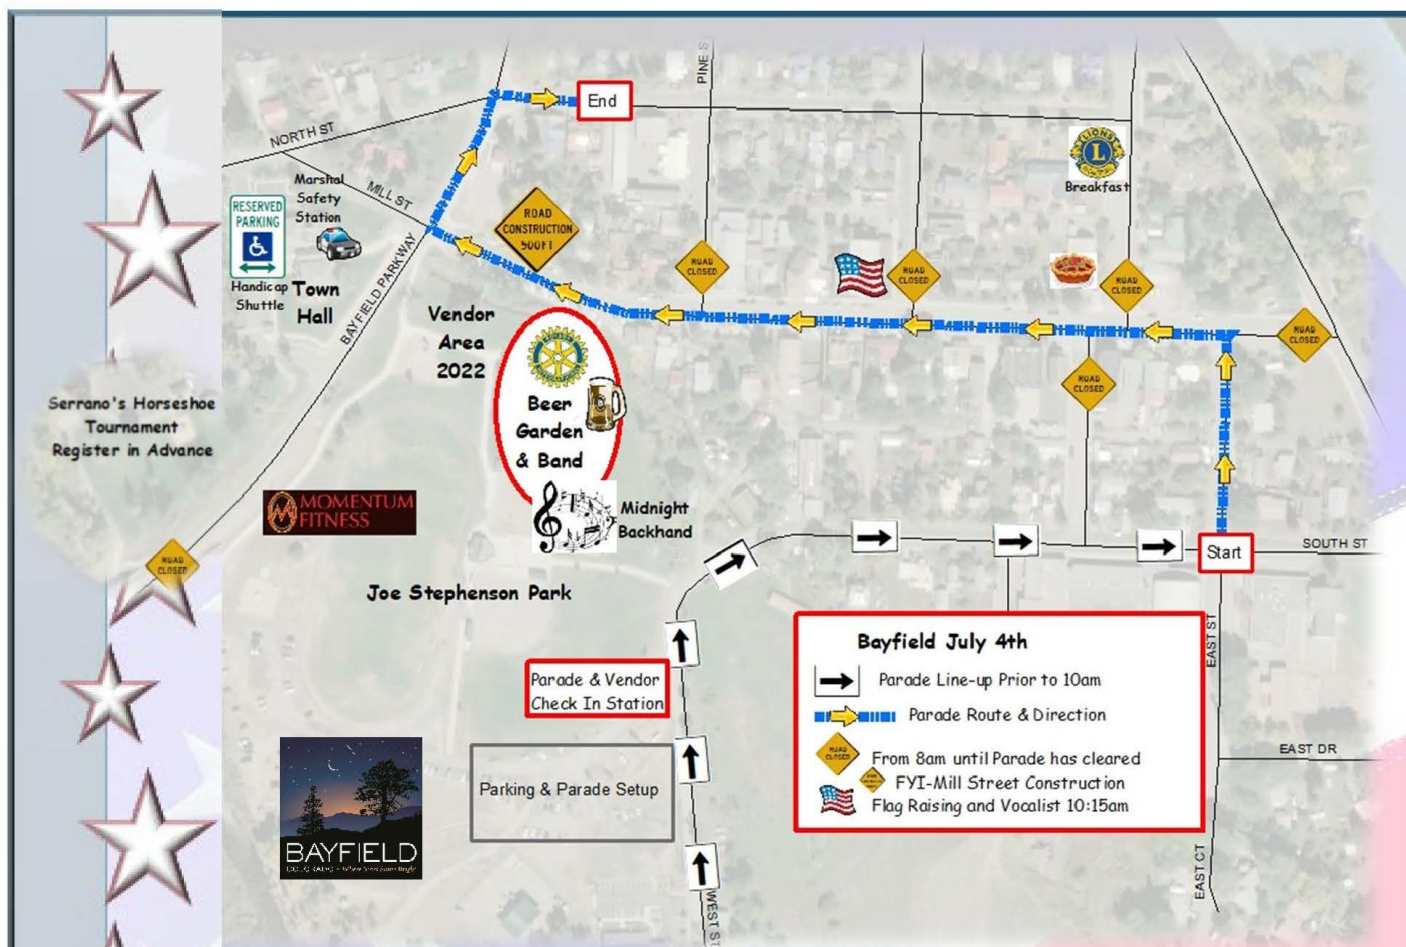 PINE S
End
NORTH ST
LIONS
L
Breakfast
Marshal
Safety
Station
MILL ST
RESERVED
PARKING
Handicap
Shuttle
Town
Hall
ROAD
CONSTRUCTION
500FT
BAYFIELD PARKWAY
ROAD
CLOSED
ROAD
CLOSED
ROAD
CLOSED
ROAD
CLOSED
ROAD
CLOSED
Vendor
Area
2022
Beer
Garden
& Band
Serrano's Horseshoe
Tournament
Register in Advance
MOMENTUM
FITNESS
Midnight
Backhand
ROAD
CLOSED
Start
SOUTH ST
Joe Stephenson Park
EAST ST
Parade & Vendor
Check In Station
Bayfield July 4th
Parade Line-up Prior to 10am
Parade Route & Direction
ROAD
CLOSED
From 8am until Parade has cleared
FYI-Mill Street Construction
Flag Raising and Vocalist 10:15am
EAST DR
Parking & Parade Setup
BAYFIELD
EAST CT
WEST ST